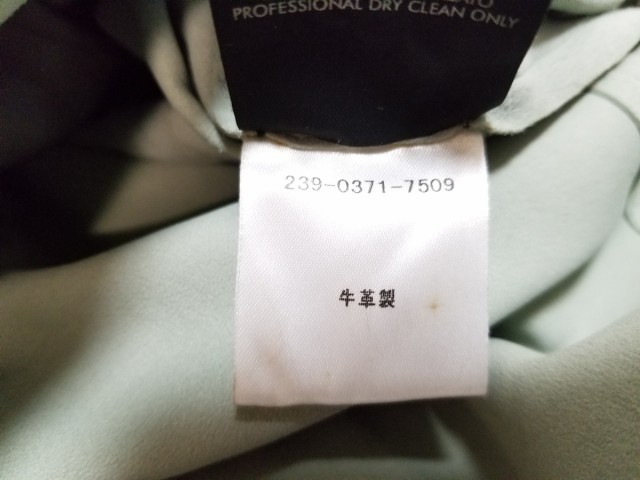 PROFESSIONAL DRY CLEAN ONLY
239-0371-7509
牛革製